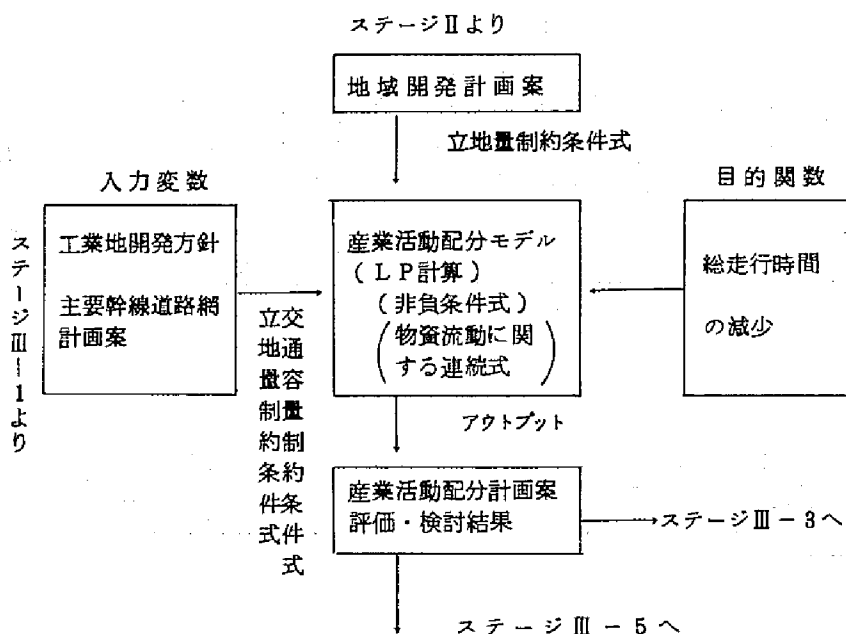 ステージⅡより
地域開発計画案
立地量制約条件式
入力変数
目的関数
ステージⅢ−1より
工業地開発方針
主要幹線道路網
計画案
交通容量制約条件式
立地量制約条件式
産業活動配分モデル
(LP計算)
(非負条件式)
(物資流動に関
する連続式)
総走行時間
の減少
アウトプット
産業活動配分計画案
評価・検討結果
ステージⅢ−3へ
ステージⅢ−5へ